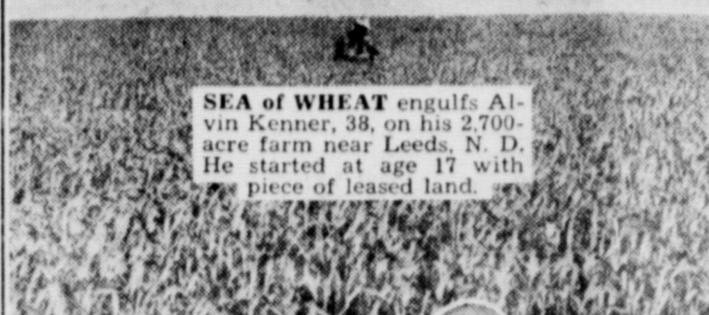 SEA of WHEAT engulfs Al-
vin Kenner, 38, on his 2,700-
acre farm near Leeds, N. D.
He started at age 17 with
piece of leased land.